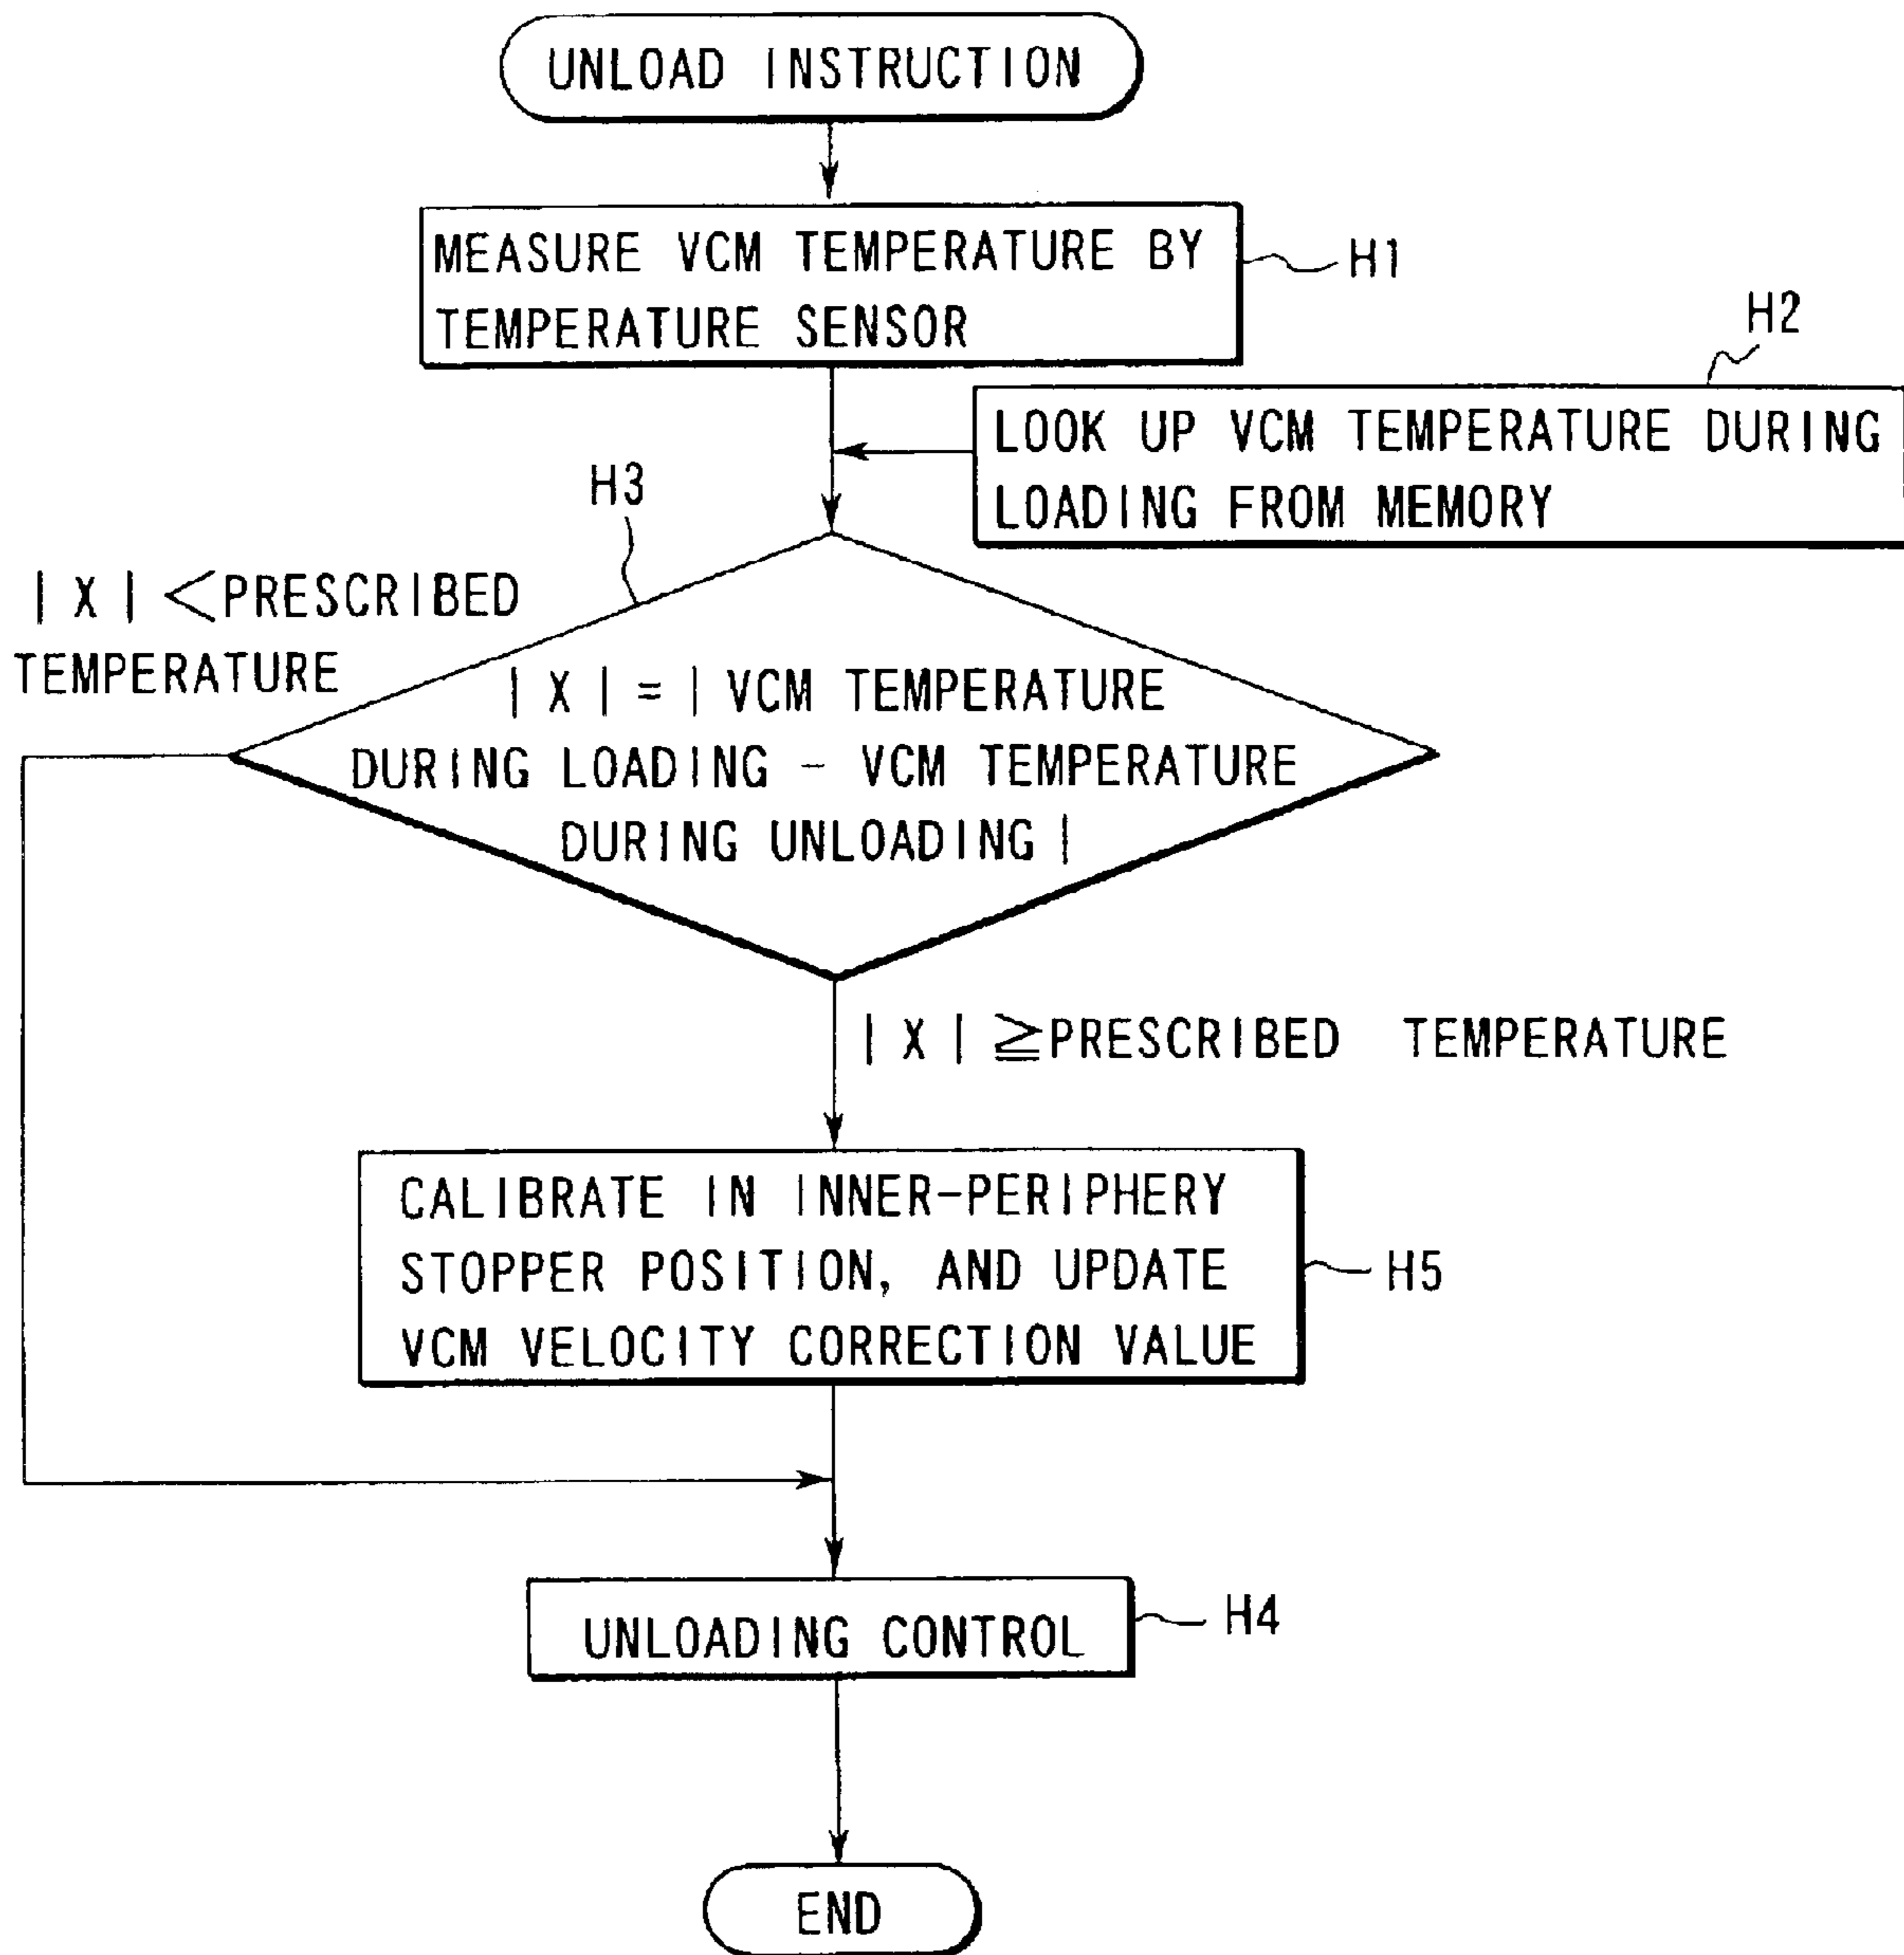 UNLOAD INSTRUCTION
MEASURE VCM TEMPERATURE BY
TEMPERATURE SENSOR
H1
H2
LOOK UP VCM TEMPERATURE DURING
LOADING FROM MEMORY
H3
| X | <PRESCRIBED
TEMPERATURE
| X | = | VCM TEMPERATURE
DURING LOADING - VCM TEMPERATURE
DURING UNLOADING |
| X | ≧PRESCRIBED TEMPERATURE
CALIBRATE IN INNER-PERIPHERY
STOPPER POSITION, AND UPDATE
VCM VELOCITY CORRECTION VALUE
H5
UNLOADING CONTROL
H4
END